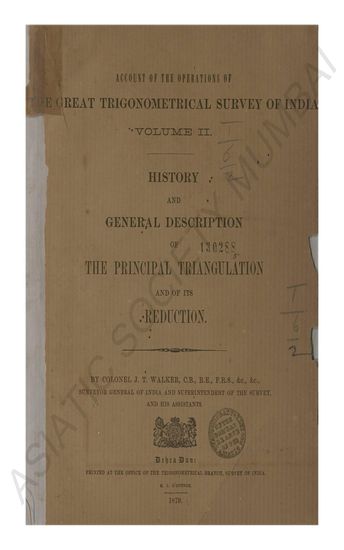 ACCOUNT OF THE OPERATIONS OF
THE GREAT TRIGONOMETRICAL SURVEY OF INDIA
VOLUME II.
HISTORY
AND
GENERAL DESCRIPTION
OF
130288
THE PRINCIPAL TRIANGULATION
AND OF ITS
REDUCTION.
BY COLONEL J. T. WALKER, C.B., R.E., F.R.S., &c., &c.,
SURVEYOR GENERAL OF INDIA AND SUPERINTENDENT OF THE SURVEY,
AND HIS ASSISTANTS.
Dehra Dun:
PRINTED AT THE OFFICE OF THE TRIGONOMETRICAL BRANCH, SURVEY OF INDIA.
1879.
ASIATIC SOCIETY MUMBAI